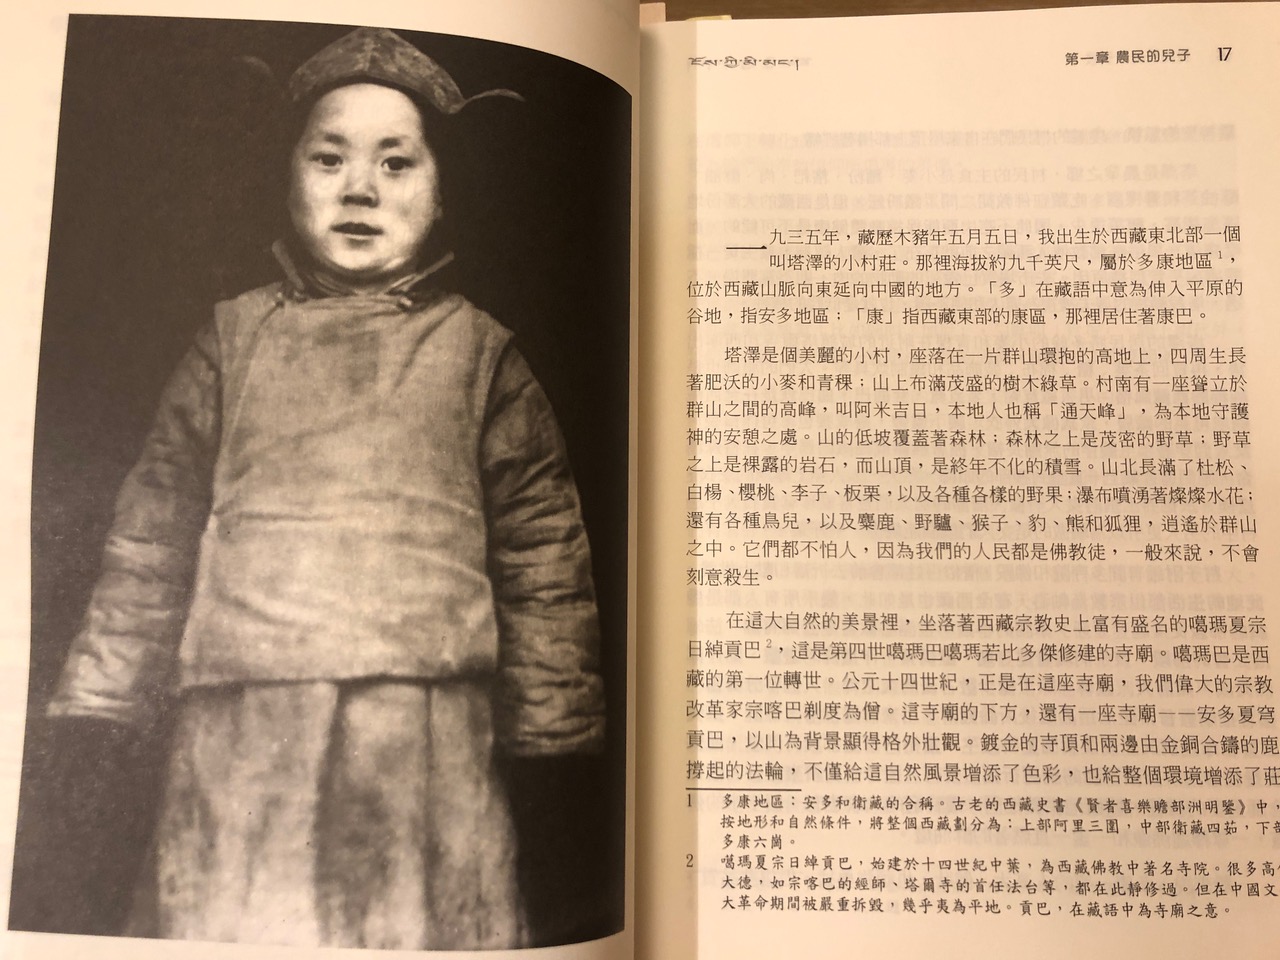 第一章 農民的兒子 17
一九三五年，藏歷木豬年五月五日，我出生於西藏東北部一個
叫塔澤的小村莊。那裡海拔約九千英尺，屬於多康地區1，
位於西藏山脈向東延向中國的地方。「多」在藏語中意為伸入平原的
谷地，指安多地區；「康」指西藏東部的康區，那裡居住著康巴。
塔澤是個美麗的小村，座落在一片群山環抱的高地上，四周生長
著肥沃的小麥和青稞；山上布滿茂盛的樹木綠草。村南有一座聳立於
群山之間的高峰，叫阿米吉日，本地人也稱「通天峰」，為本地守護
神的安憩之處。山的低坡覆蓋著森林；森林之上是茂密的野草；野草
之上是裸露的岩石，而山頂，是終年不化的積雪。山北長滿了杜松、
白楊、櫻桃、李子、板栗，以及各種各樣的野果；瀑布噴湧著燦燦水花；
還有各種鳥兒，以及麋鹿、野驢、猴子、豹、熊和狐狸，逍遙於群山
之中。它們都不怕人，因為我們的人民都是佛教徒，一般來說，不會
刻意殺生。
在這大自然的美景裡，坐落著西藏宗教史上富有盛名的噶瑪夏宗
日綽貢巴2，這是第四世噶瑪巴噶瑪若比多傑修建的寺廟。噶瑪巴是西
藏的第一位轉世。公元十四世紀，正是在這座寺廟，我們偉大的宗教
改革家宗喀巴剃度為僧。這寺廟的下方，還有一座寺廟——安多夏穹
貢巴，以山為背景顯得格外壯觀。鍍金的寺頂和兩邊由金銅合鑄的鹿
撐起的法輪，不僅給這自然風景增添了色彩，也給整個環境增添了莊
1 多康地區：安多和衛藏的合稱。古老的西藏史書《賢者喜樂贍部洲明鑒》中，
按地形和自然條件，將整個西藏劃分為：上部阿里三圍，中部衛藏四茹，下部
多康六崗。
2 噶瑪夏宗日綽貢巴，始建於十四世紀中葉，為西藏佛教中著名寺院。很多高
大德，如宗喀巴的經師、塔爾寺的首任法台等，都在此靜修過。但在中國文
大革命期間被嚴重拆毀，幾乎夷為平地。貢巴，在藏語中為寺廟之意。